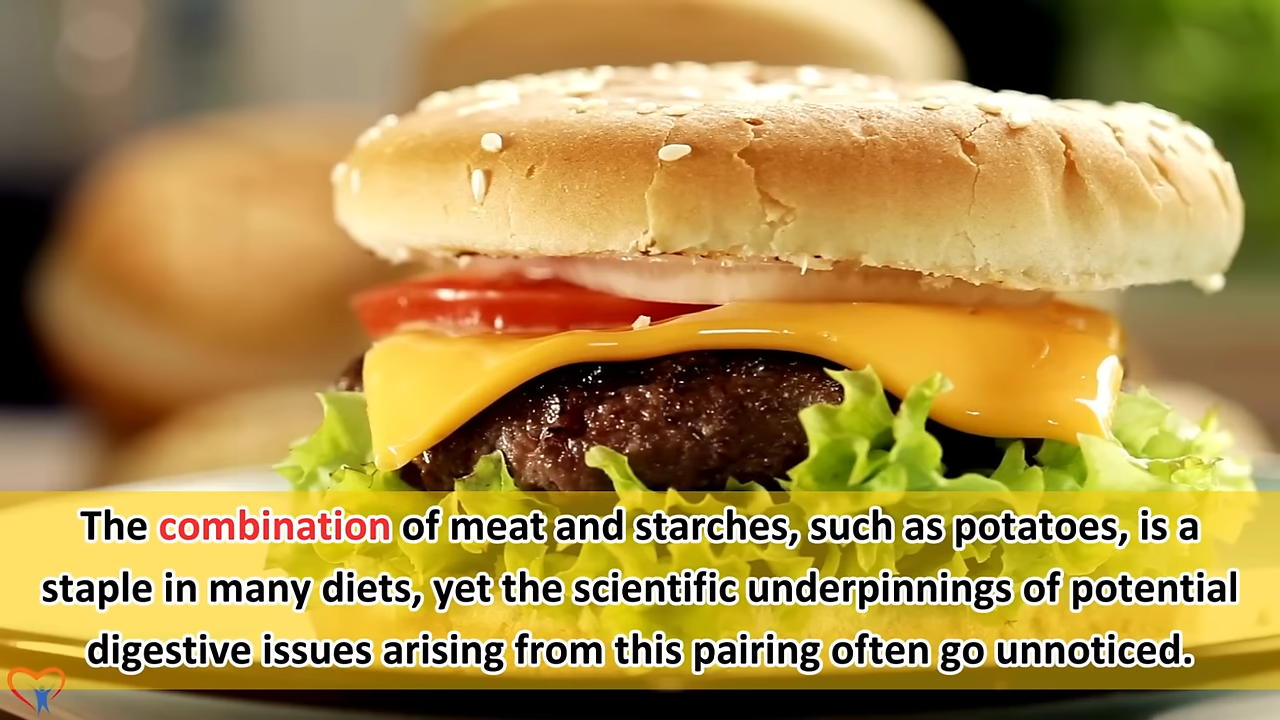 The combination of meat and starches, such as potatoes, is a
staple in many diets, yet the scientific underpinnings of potential
digestive issues arising from this pairing often go unnoticed.